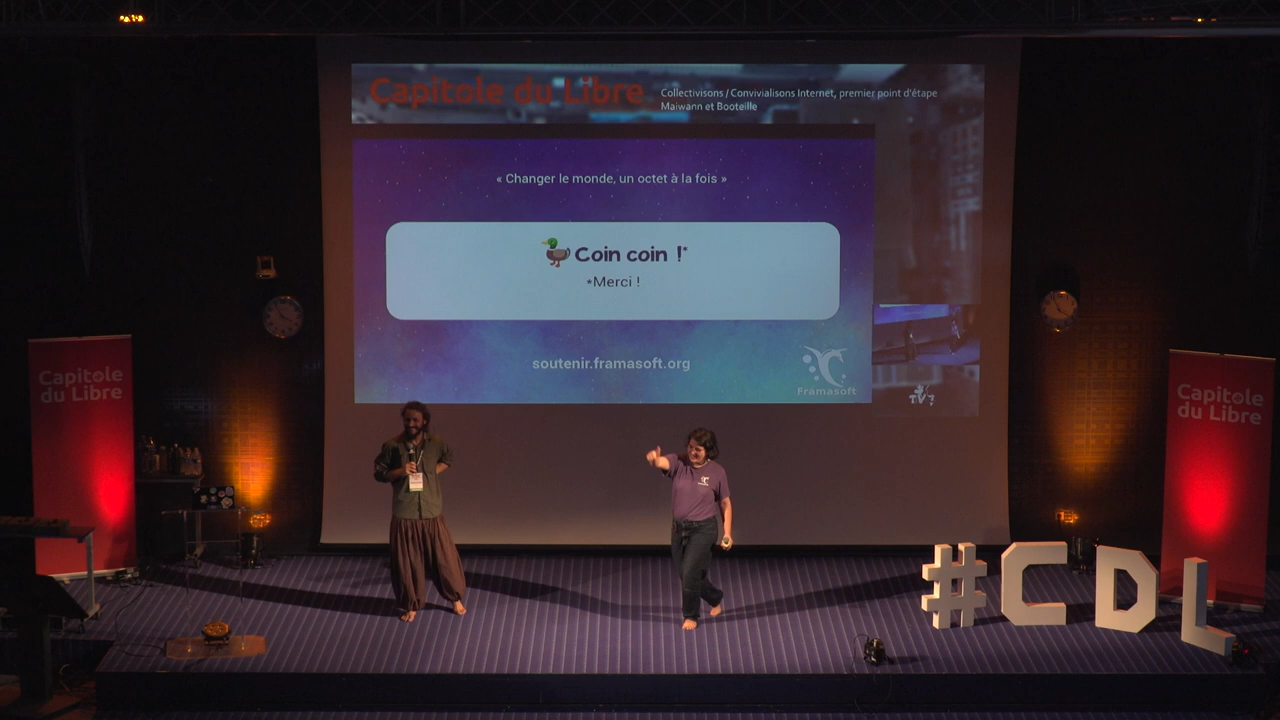 Capitole du Libre
Collectivisons / Convivialisons Internet, premier point d'étape
Maiwann et Booteille
« Changer le monde, un octet à la fois »
Coin coin !*
*Merci !
soutenir.framasoft.org
Framasoft
Capitole
du Libre
Capitole
du Libre
#CDL